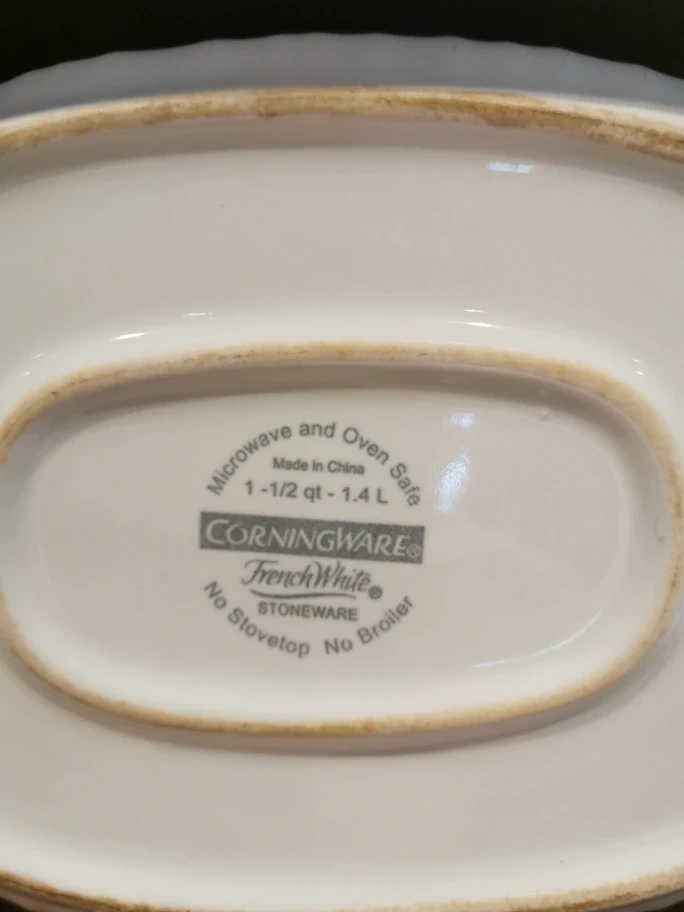 Microwave and Oven Safe
Made in China
1 -1/2 qt - 1.4 L
CORNINGWARE®
French White®
STONEWARE
No Stovetop No Broiler